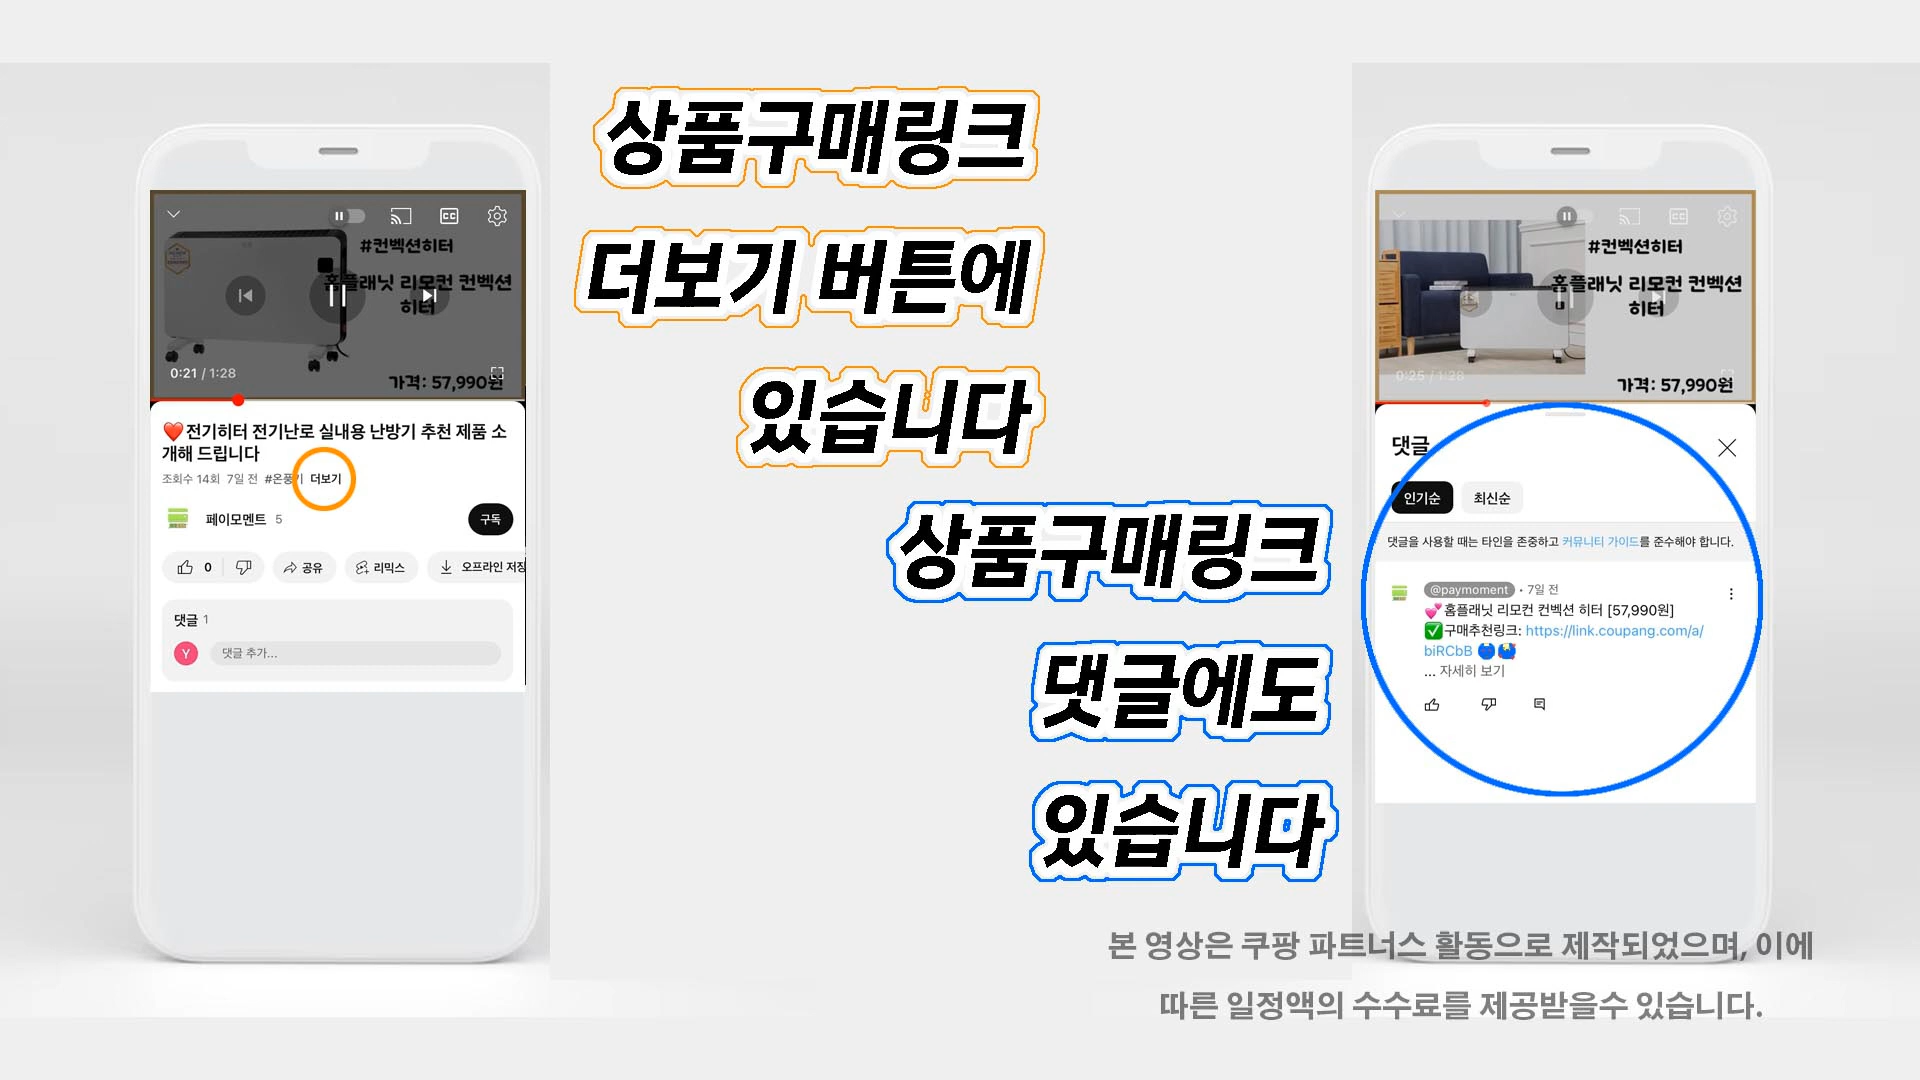 상품구매링크
더보기 버튼에
있습니다
상품구매링크
댓글에도
있습니다
#컨벡션히터
홈플래닛 리모컨 컨벡션
히터
0:21 / 1:28
가격: 57,990원
❤️전기히터 전기난로 실내용 난방기 추천 제품 소
개해 드립니다
조회수 14회 7일 전 #온풍기 더보기
페이모멘트 5
구독
0
공유
리믹스
오프라인 저장
댓글 1
Y
댓글 추가...
#컨벡션히터
홈플래닛 리모컨 컨벡션
히터
0:25 / 1:28
가격: 57,990원
댓글
인기순
최신순
댓글을 사용할 때는 타인을 존중하고 커뮤니티 가이드를 준수해야 합니다.
@paymoment • 7일 전
💕홈플래닛 리모컨 컨벡션 히터 [57,990원]
✅구매추천링크: https://link.coupang.com/a/
biRCbB
... 자세히 보기
본 영상은 쿠팡 파트너스 활동으로 제작되었으며, 이에
따른 일정액의 수수료를 제공받을수 있습니다.